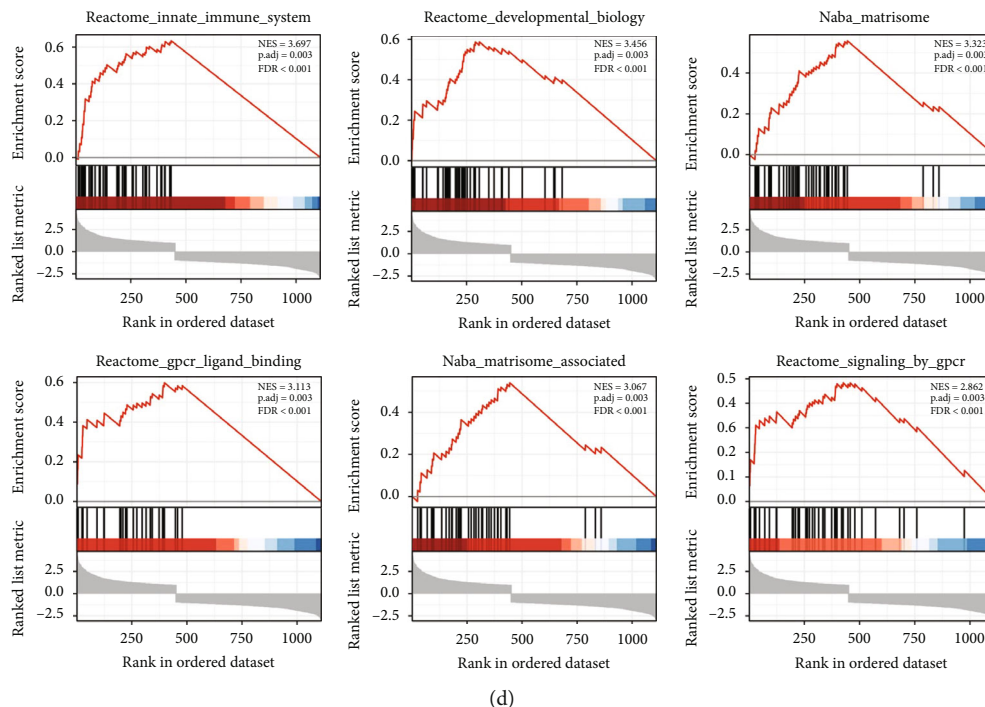 Reactome_innate_immune_system
NES = 3.697
p.adj = 0.003
FDR < 0.001
Enrichment score
0.6
0.4
0.2
0.0
Ranked list metric
2.5
0.0
−2.5
250
500
750
1000
Rank in ordered dataset
Reactome_developmental_biology
NES = 3.456
p.adj = 0.003
FDR < 0.001
Enrichment score
0.6
0.4
0.2
0.0
Ranked list metric
2.5
0.0
−2.5
250
500
750
1000
Rank in ordered dataset
Naba_matrisome
NES = 3.323
p.adj = 0.003
FDR < 0.001
Enrichment score
0.4
0.2
0.0
Ranked list metric
2.5
0.0
−2.5
250
500
750
1000
Rank in ordered dataset
Reactome_gpcr_ligand_binding
NES = 3.113
p.adj = 0.003
FDR < 0.001
Enrichment score
0.6
0.4
0.2
0.0
Ranked list metric
2.5
0.0
−2.5
250
500
750
1000
Rank in ordered dataset
Naba_matrisome_associated
NES = 3.067
p.adj = 0.003
FDR < 0.001
Enrichment score
0.4
0.2
0.0
Ranked list metric
2.5
0.0
−2.5
250
500
750
1000
Rank in ordered dataset
Reactome_signaling_by_gpcr
NES = 2.862
p.adj = 0.003
FDR < 0.001
Enrichment score
0.5
0.4
0.6
0.1
0.0
Ranked list metric
2.5
0.0
−2.5
250
500
750
1000
Rank in ordered dataset
(d)